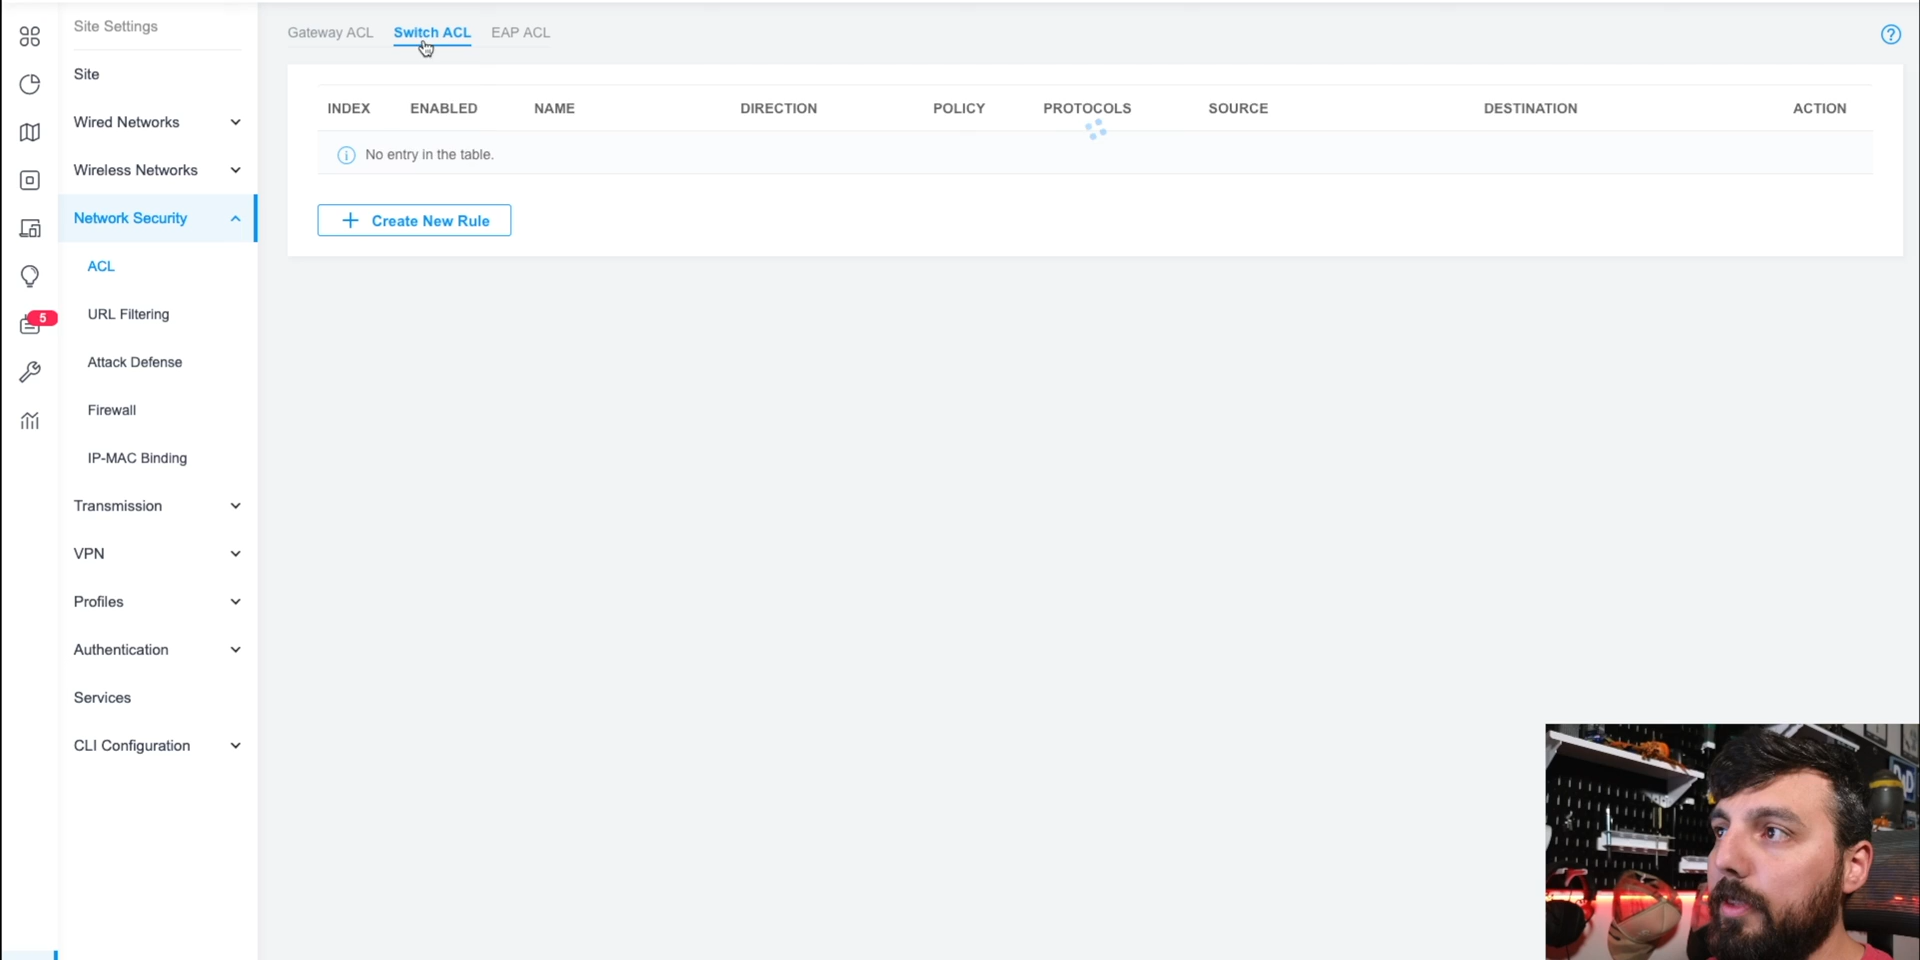 Site Settings
Gateway ACL Switch ACL EAP ACL
Site
Wired Networks
Wireless Networks
Network Security
ACL
URL Filtering
Attack Defense
Firewall
IP-MAC Binding
Transmission
VPN
Profiles
Authentication
Services
CLI Configuration
5
INDEX ENABLED NAME DIRECTION POLICY PROTOCOLS SOURCE DESTINATION ACTION
No entry in the table.
Create New Rule